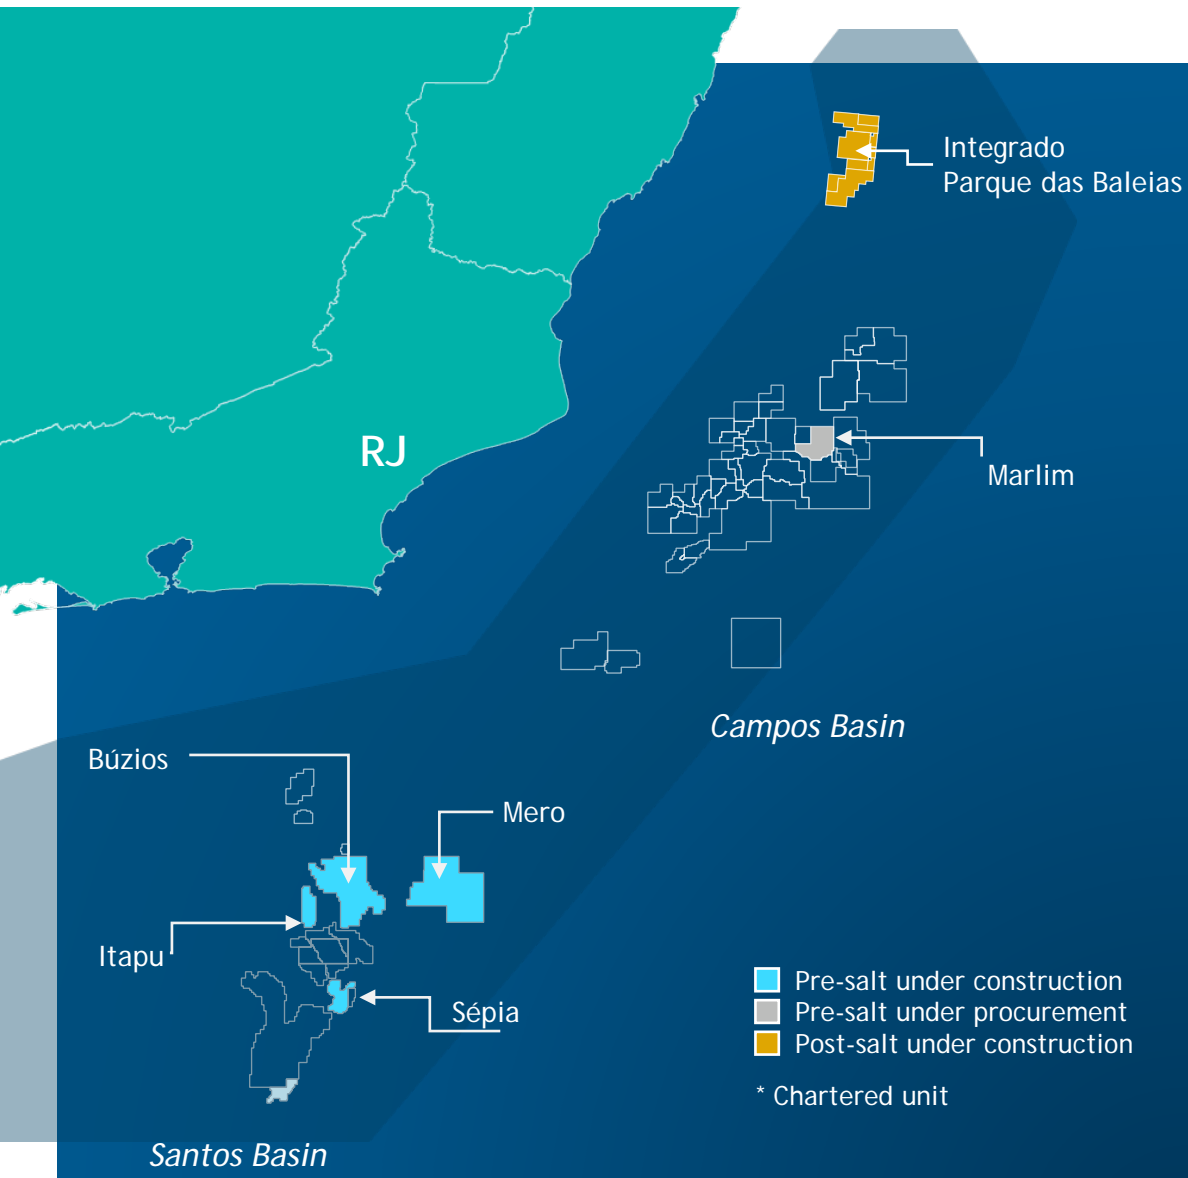 Integrado
Parque das Baleias
RJ
Marlim
Campos Basin
Búzios
Mero
Itapu
Sépia
Pre-salt under construction
Pre-salt under procurement
Post-salt under construction
* Chartered unit
Santos Basin